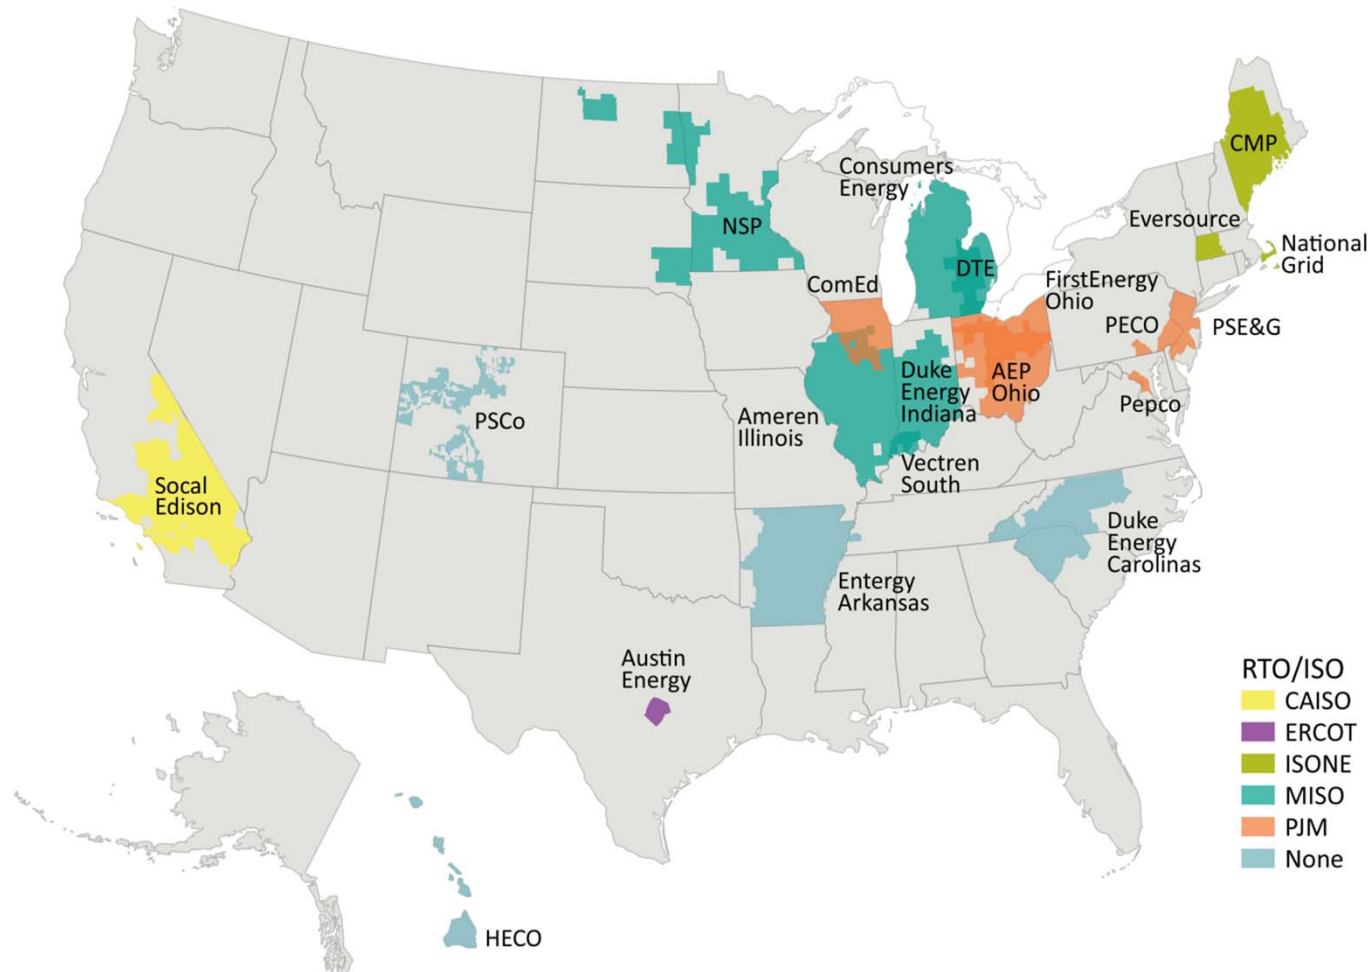 CMP
Consumers
Energy
Eversource
NSP
National
Grid
DTE
FirstEnergy
Ohio
ComEd
PECO
PSE&G
Duke
Energy
Indiana
AEP
Ohio
Pepco
PSCo
Ameren
Illinois
Vectren
South
Socal
Edison
Duke
Energy
Carolinas
Entergy
Arkansas
Austin
Energy
HECO
RTO/ISO
CAISO
ERCOT
ISONE
MISO
PJM
None